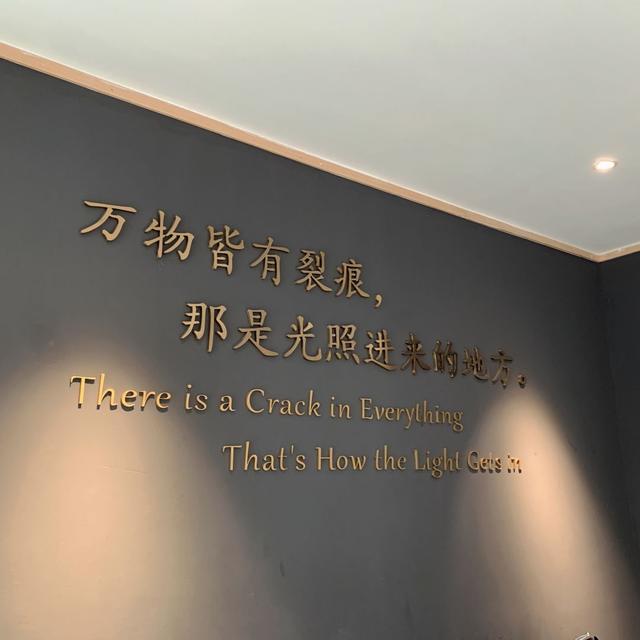 万物皆有裂痕，
那是光照进来的地方。
There is a Crack in Everything
That's How the Light Gets in